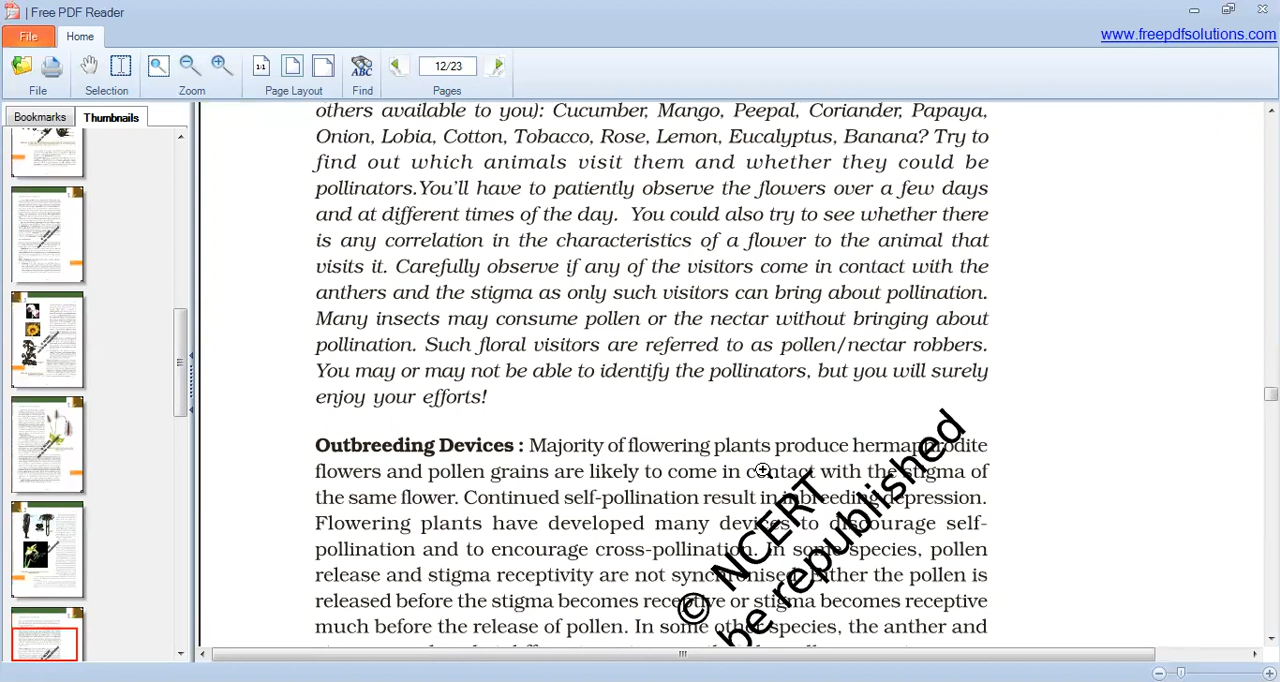 | Free PDF Reader
File
Home
www.freepdfsolutions.com
1:1
ABC
12/23
File
Selection
Zoom
Page Layout
Find
Pages
Bookmarks
Thumbnails
others available to you): Cucumber, Mango, Peepal, Coriander, Papaya,
Onion, Lobia, Cotton, Tobacco, Rose, Lemon, Eucalyptus, Banana? Try to
find out which animals visit them and whether they could be
pollinators.You'll have to patiently observe the flowers over a few days
and at different times of the day. You could also try to see whether there
is any correlation in the characteristics of a flower to the animal that
visits it. Carefully observe if any of the visitors come in contact with the
anthers and the stigma as only such visitors can bring about pollination.
Many insects may consume pollen or the nectar without bringing about
pollination. Such floral visitors are referred to as pollen/nectar robbers.
You may or may not be able to identify the pollinators, but you will surely
enjoy your efforts!
Outbreeding Devices : Majority of flowering plants produce hermaphrodite
flowers and pollen grains are likely to come in contact with the stigma of
the same flower. Continued self-pollination result in inbreeding depression.
Flowering plants have developed many devices to discourage self-
pollination and to encourage cross-pollination. In some species, pollen
release and stigma receptivity are not synchronised. Either the pollen is
released before the stigma becomes receptive or stigma becomes receptive
much before the release of pollen. In some other species, the anther and
© NCERT
be republished